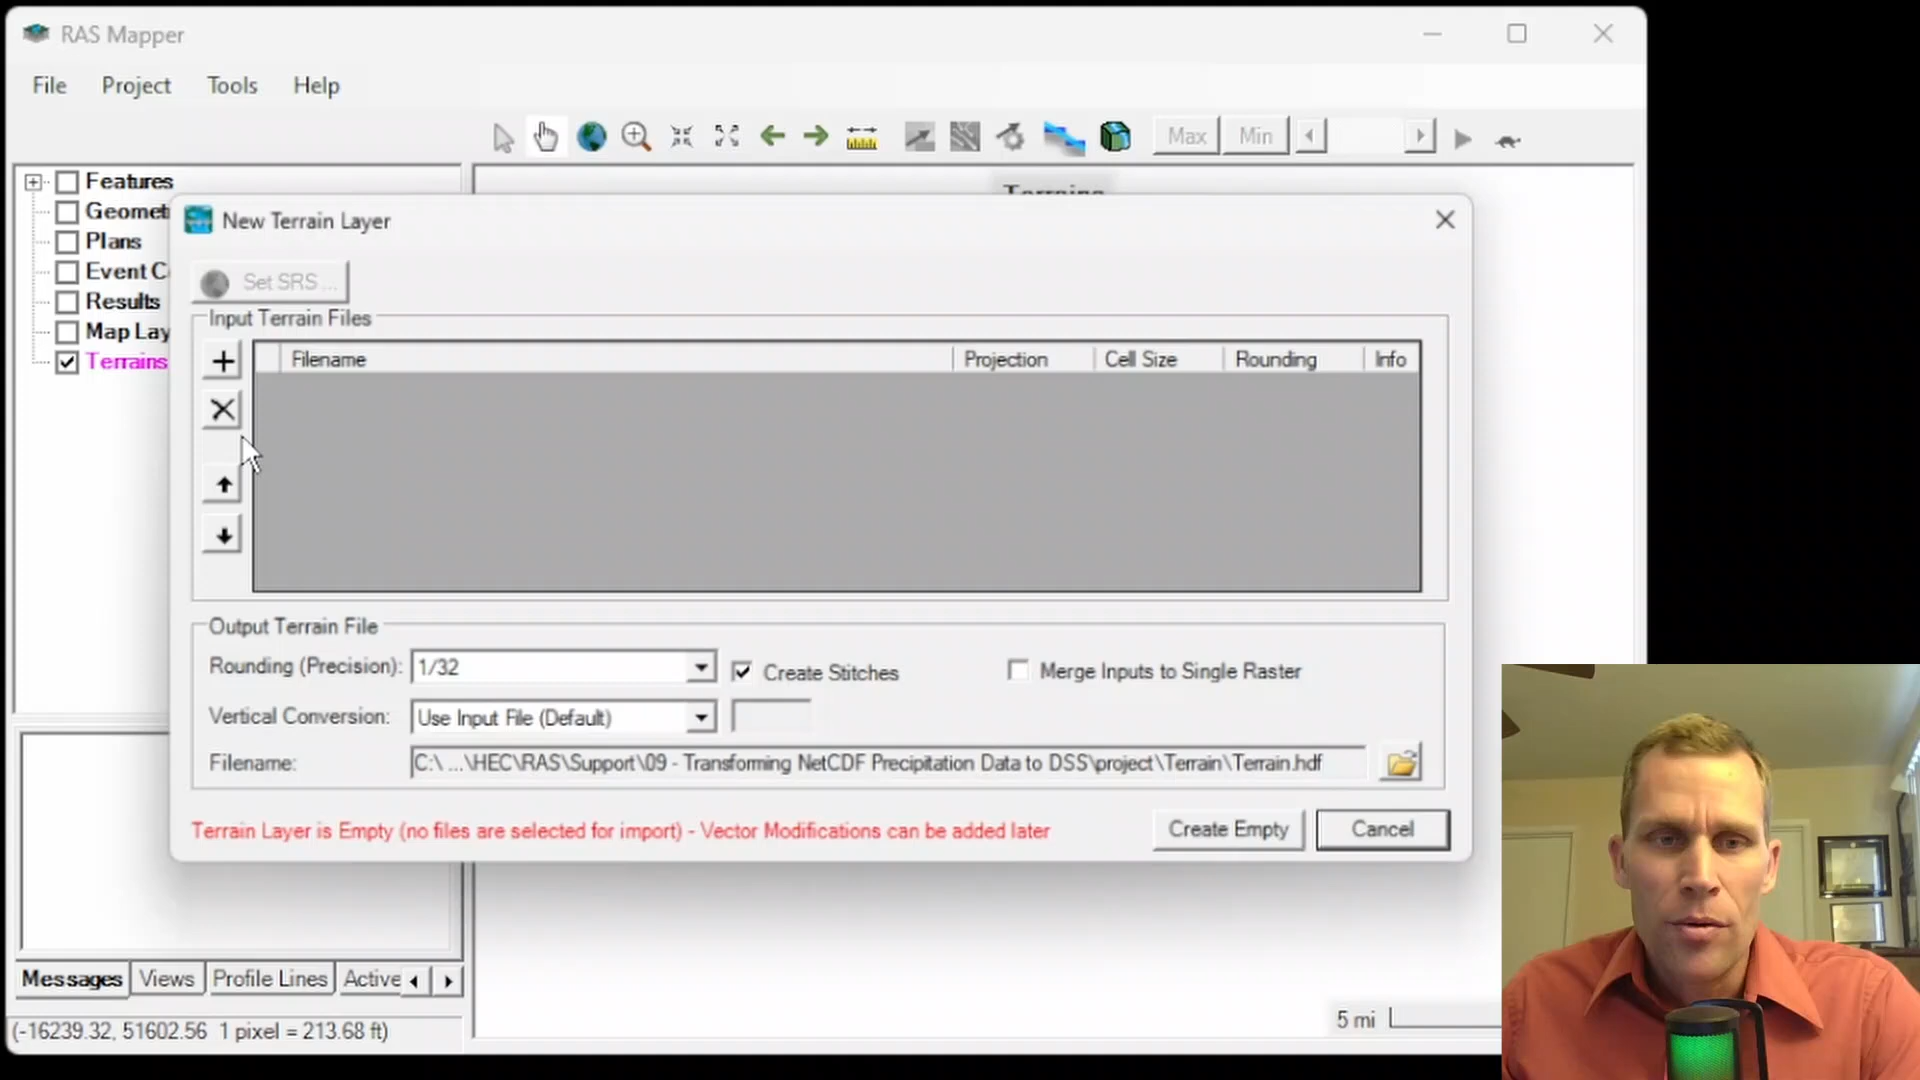 RAS Mapper
File Project Tools Help
Max Min
Features
Geomet
Plans
Event C
Results
Map Lay
Terrains
Terrains
New Terrain Layer
Set SRS ...
Input Terrain Files
Filename Projection Cell Size Rounding Info
Output Terrain File
Rounding (Precision): 1/32 Create Stitches Merge Inputs to Single Raster
Vertical Conversion: Use Input File (Default)
Filename: C:\ ...\HEC\RAS\Support\09 - Transforming NetCDF Precipitation Data to DSS\project\Terrain\Terrain.hdf
Terrain Layer is Empty (no files are selected for import) - Vector Modifications can be added later
Create Empty Cancel
Messages Views Profile Lines Active
(-16239.32, 51602.56 1 pixel = 213.68 ft)
5 mi